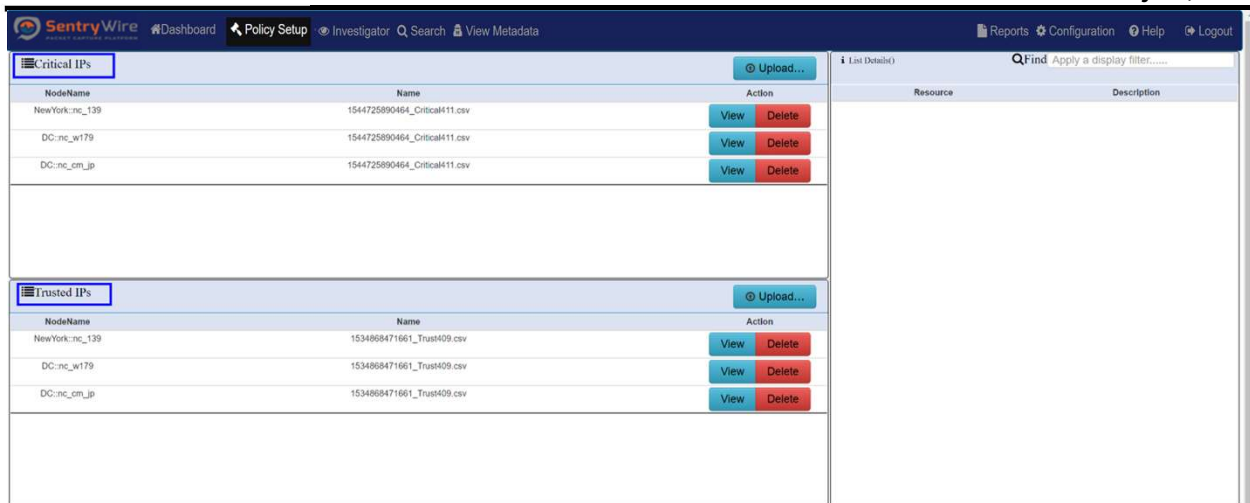 SentryWire Dashboard Policy Setup Investigator Search View Metadata Reports Configuration Help Logout
PACKET CAPTURE PLATFORM
Critical IPs
Upload...
NodeName Name Action
NewYork::nc_139 1544725890464_Critical411.csv View Delete
DC::nc_w179 1544725890464_Critical411.csv View Delete
DC::nc_cm_jp 1544725890464_Critical411.csv View Delete
Trusted IPs
Upload...
NodeName Name Action
NewYork::nc_139 1534868471661_Trust409.csv View Delete
DC::nc_w179 1534868471661_Trust409.csv View Delete
DC::nc_cm_jp 1534868471661_Trust409.csv View Delete
i List Details()
Find Apply a display filter......
Resource Description